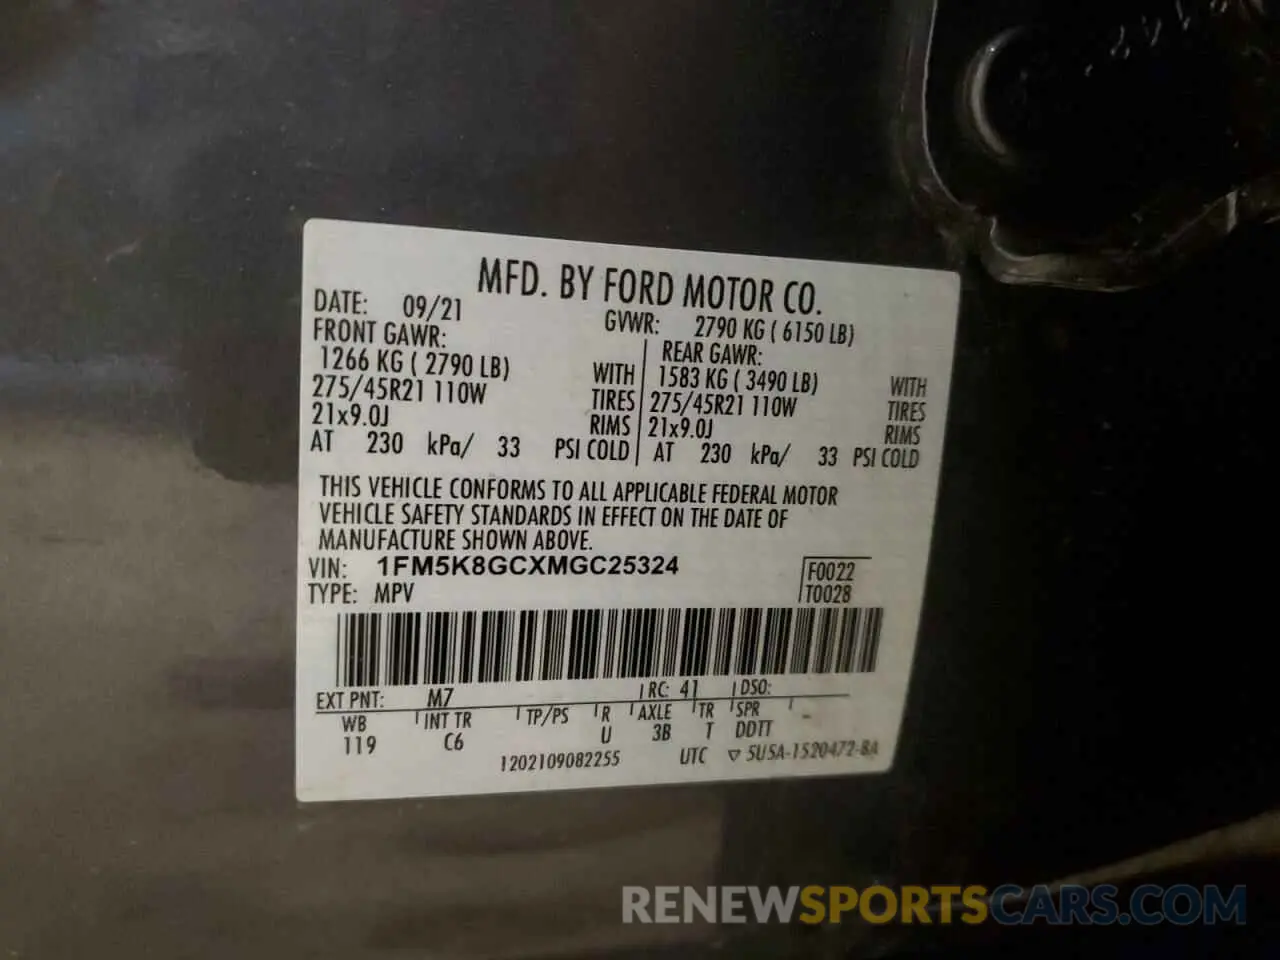 MFD. BY FORD MOTOR CO.
DATE: 09/21 GVWR: 2790 KG ( 6150 LB)
FRONT GAWR: REAR GAWR:
1266 KG ( 2790 LB) WITH 1583 KG ( 3490 LB) WITH
275/45R21 110W TIRES 275/45R21 110W TIRES
21x9.0J RIMS 21x9.0J RIMS
AT 230 kPa/ 33 PSI COLD AT 230 kPa/ 33 PSI COLD
THIS VEHICLE CONFORMS TO ALL APPLICABLE FEDERAL MOTOR
VEHICLE SAFETY STANDARDS IN EFFECT ON THE DATE OF
MANUFACTURE SHOWN ABOVE.
VIN: 1FM5K8GCXMGC25324 F0022
TYPE: MPV T0028
EXT PNT: M7 RC: 41 DSO:
WB INT TR TP/PS R AXLE TR SPR
119 C6 U 3B T DDTT
1202109082255 UTC ▽ 5U5A-1520472-BA
RENEWSPORTSCARS.COM